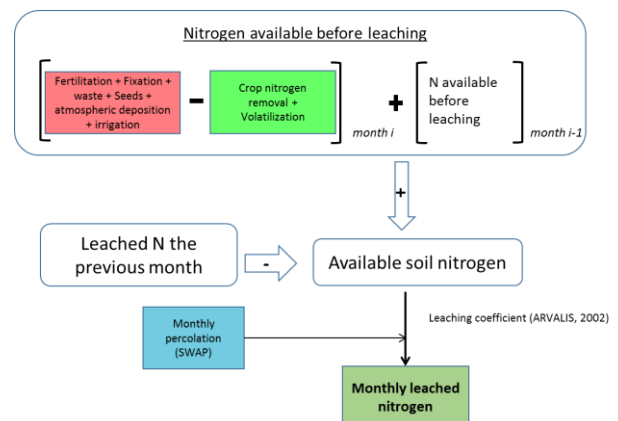 Nitrogen available before leaching
Fertilitation + Fixation +
waste + Seeds +
atmospheric deposition
+ irrigation
-
Crop nitrogen
removal +
Volatilization
month i
+
N available
before
leaching
month i-1
+
Leached N the
previous month
-
Available soil nitrogen
Leaching coefficient (ARVALIS, 2002)
Monthly
percolation
(SWAP)
Monthly leached
nitrogen